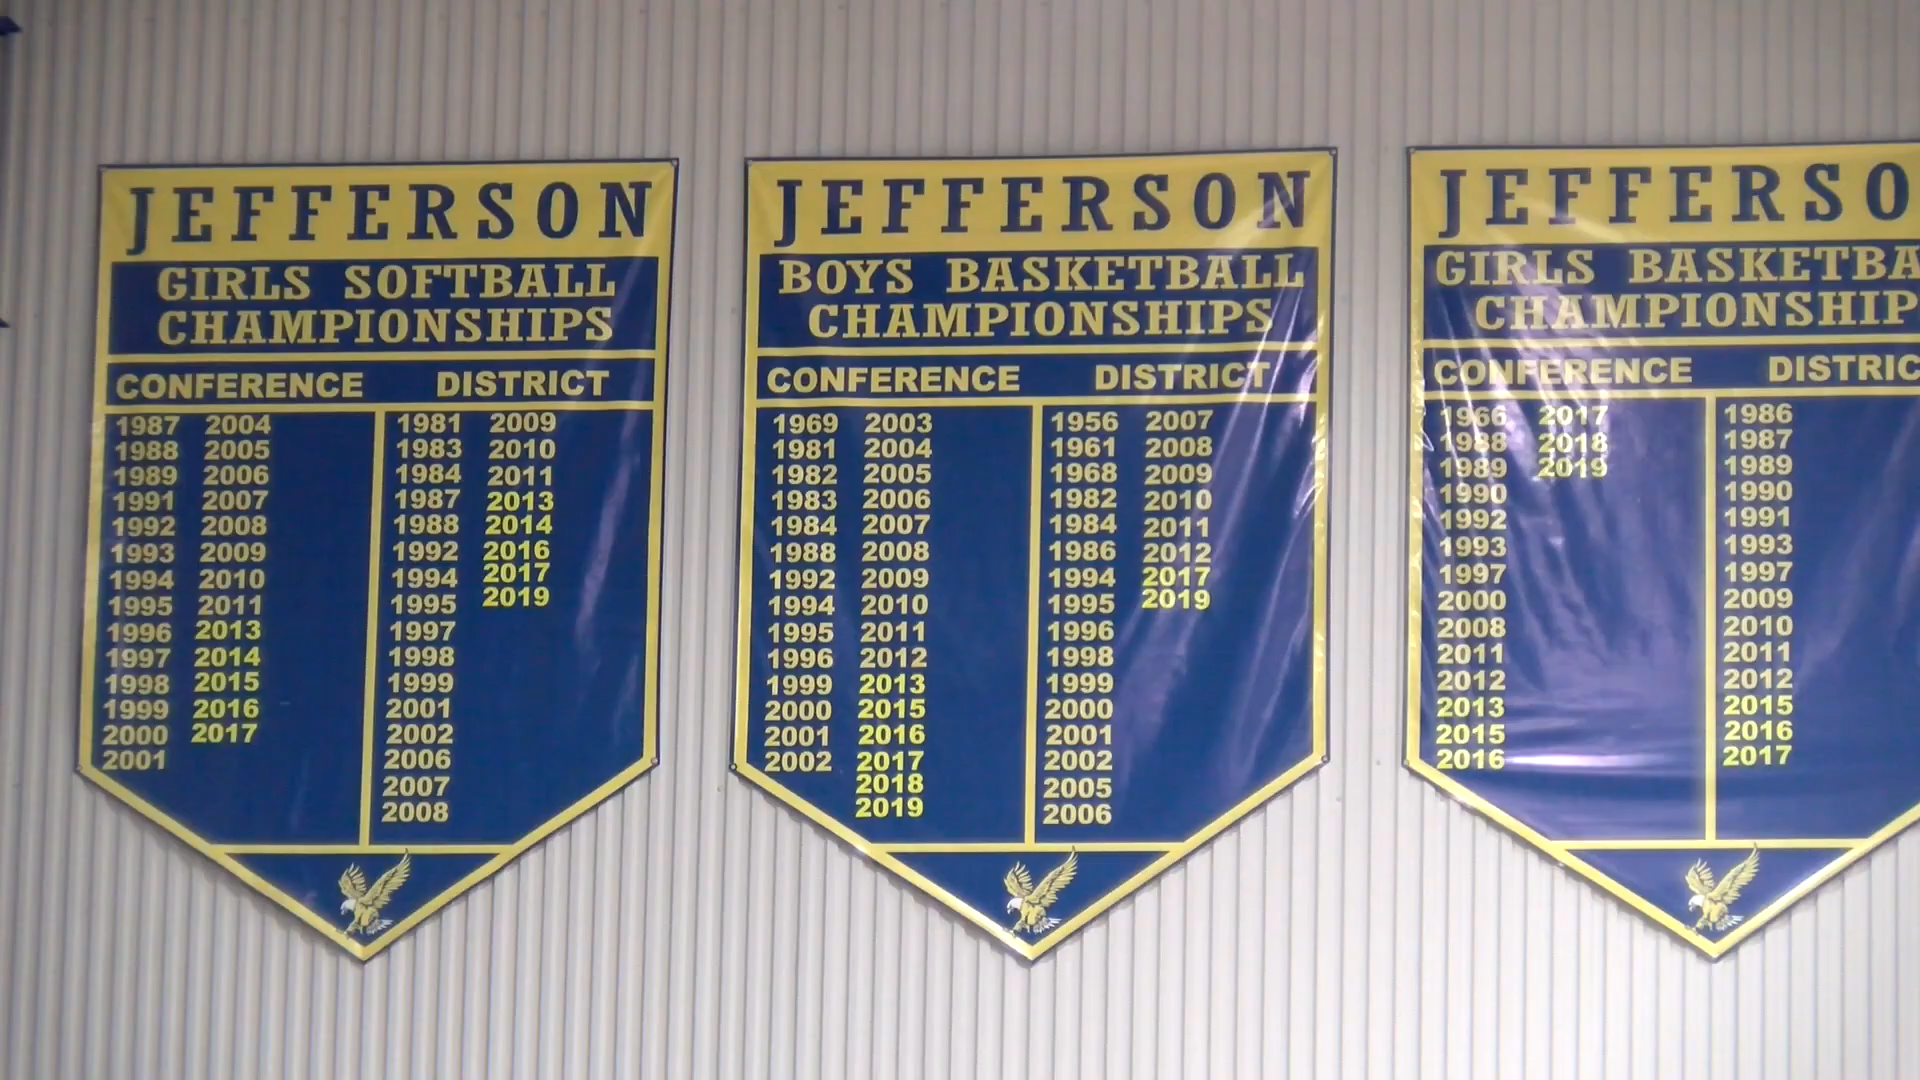 JEFFERSON
GIRLS SOFTBALL
CHAMPIONSHIPS
CONFERENCE DISTRICT
1987 2004 1981 2009
1988 2005 1983 2010
1989 2006 1984 2011
1991 2007 1987 2013
1992 2008 1988 2014
1993 2009 1992 2016
1994 2010 1994 2017
1995 2011 1995 2019
1996 2013 1997
1997 2014 1998
1998 2015 1999
1999 2016 2001
2000 2017 2002
2001 2006
2007
2008
JEFFERSON
BOYS BASKETBALL
CHAMPIONSHIPS
CONFERENCE DISTRICT
1969 2003 1956 2007
1981 2004 1961 2008
1982 2005 1968 2009
1983 2006 1982 2010
1984 2007 1984 2011
1988 2008 1986 2012
1992 2009 1994 2017
1994 2010 1995 2019
1995 2011 1996
1996 2012 1998
1999 2013 1999
2000 2015 2000
2001 2016 2001
2002 2017 2002
2018 2005
2019 2006
JEFFERSO
GIRLS BASKETBA
CHAMPIONSHIP
CONFERENCE DISTRIC
1966 2017 1986
1988 2018 1987
1989 2019 1989
1990 1990
1992 1991
1993 1993
1997 1997
2000 2009
2008 2010
2011 2011
2012 2012
2013 2015
2015 2016
2016 2017